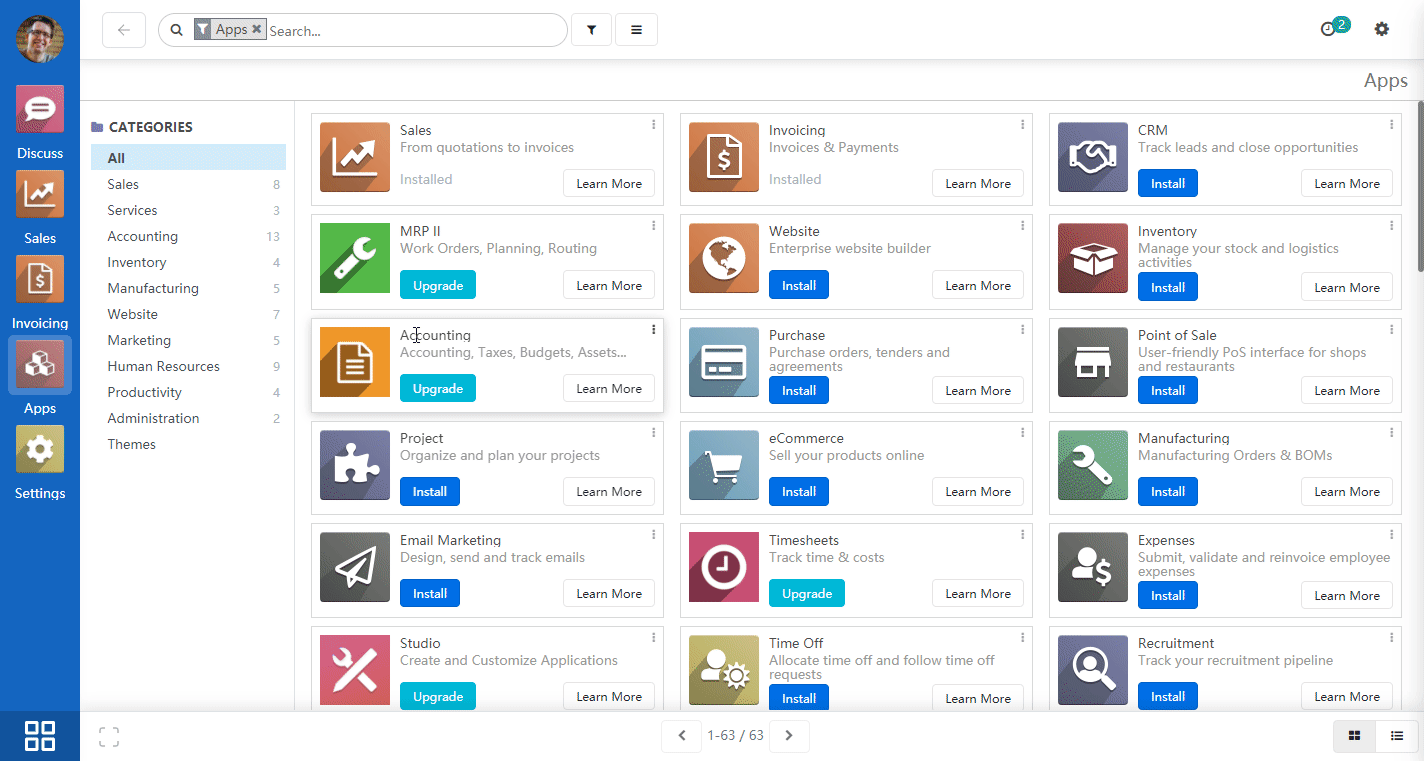 Apps
Search...
2
Apps
Discuss
Sales
Invoicing
Apps
Settings
CATEGORIES
All
Sales 8
Services 3
Accounting 13
Inventory 4
Manufacturing 5
Website 7
Marketing 5
Human Resources 9
Productivity 4
Administration 2
Themes
Sales
From quotations to invoices
Installed
Learn More
Invoicing
Invoices & Payments
Installed
Learn More
CRM
Track leads and close opportunities
Install
Learn More
MRP II
Work Orders, Planning, Routing
Upgrade
Learn More
Website
Enterprise website builder
Install
Learn More
Inventory
Manage your stock and logistics
activities
Install
Learn More
Accounting
Accounting, Taxes, Budgets, Assets...
Upgrade
Learn More
Purchase
Purchase orders, tenders and
agreements
Install
Learn More
Point of Sale
User-friendly PoS interface for shops
and restaurants
Install
Learn More
Project
Organize and plan your projects
Install
Learn More
eCommerce
Sell your products online
Install
Learn More
Manufacturing
Manufacturing Orders & BOMs
Install
Learn More
Email Marketing
Design, send and track emails
Install
Learn More
Timesheets
Track time & costs
Upgrade
Learn More
Expenses
Submit, validate and reinvoice employee
expenses
Install
Learn More
Studio
Create and Customize Applications
Upgrade
Learn More
Time Off
Allocate time off and follow time off
requests
Install
Learn More
Recruitment
Track your recruitment pipeline
Install
Learn More
1-63 / 63